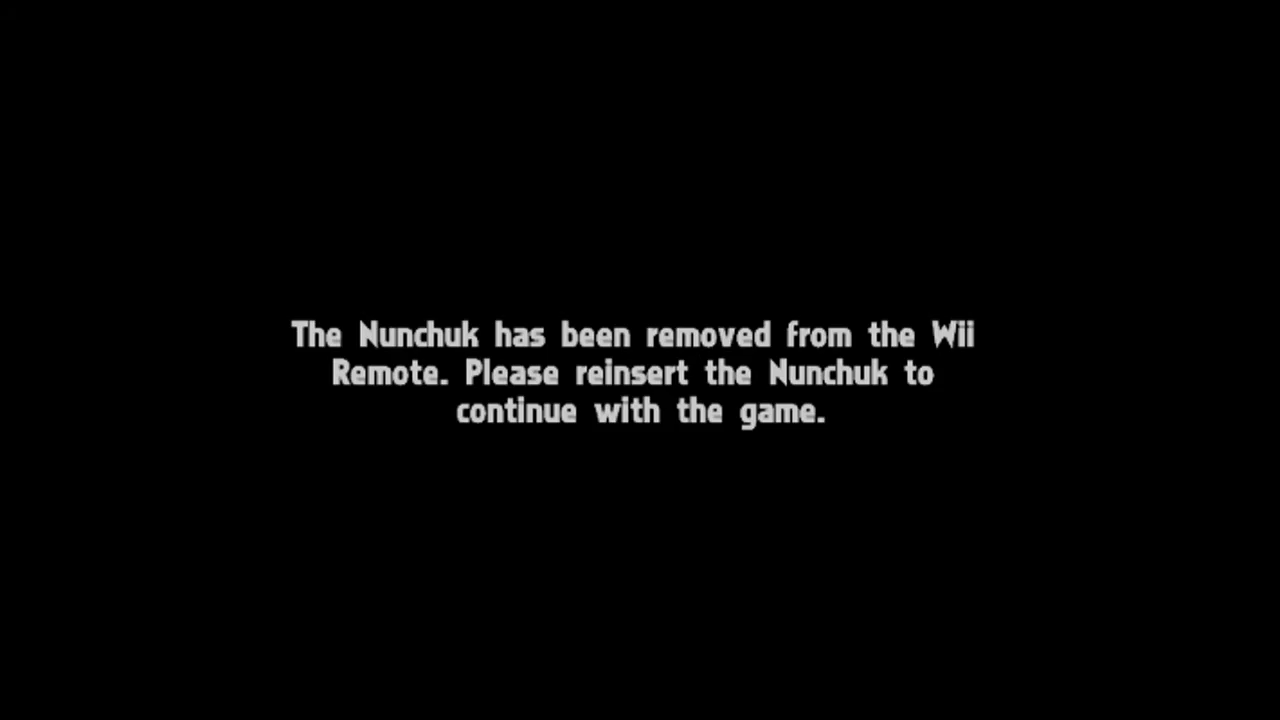 The Nunchuk has been removed from the Wii
Remote. Please reinsert the Nunchuk to
continue with the game.